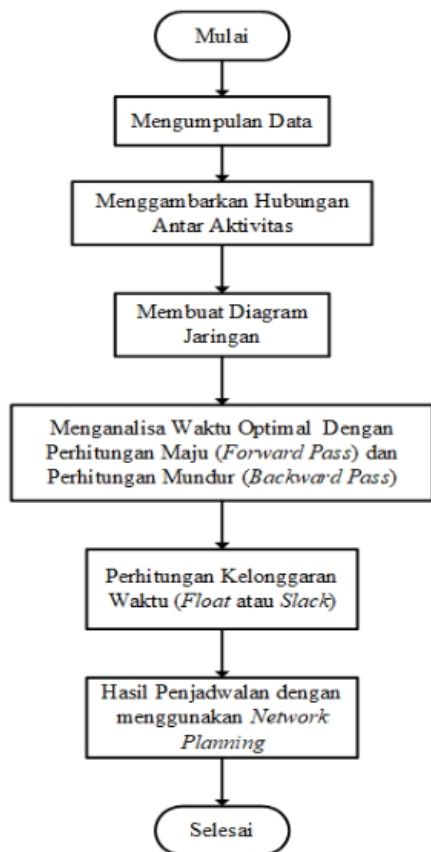 Mulai
Mengumpulan Data
Menggambarkan Hubungan
Antar Aktivitas
Membuat Diagram
Jaringan
Menganalisa Waktu Optimal Dengan
Perhitungan Maju (Forward Pass) dan
Perhitungan Mundur (Backward Pass)
Perhitungan Kelonggaran
Waktu (Float atau Slack)
Hasil Penjadwalan dengan
menggunakan Network
Planning
Selesai